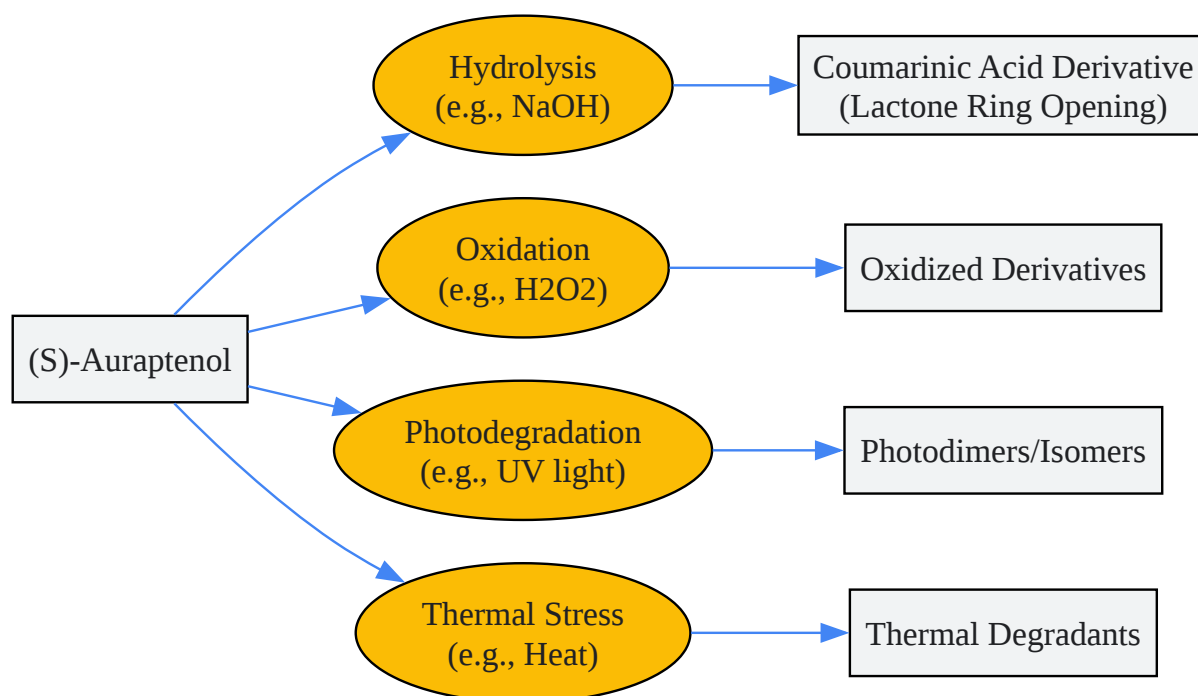 (S)-Auraptenol
Hydrolysis
(e.g., NaOH)
Coumarinic Acid Derivative
(Lactone Ring Opening)
Oxidation
(e.g., H2O2)
Oxidized Derivatives
Photodegradation
(e.g., UV light)
Photodimers/Isomers
Thermal Stress
(e.g., Heat)
Thermal Degradants